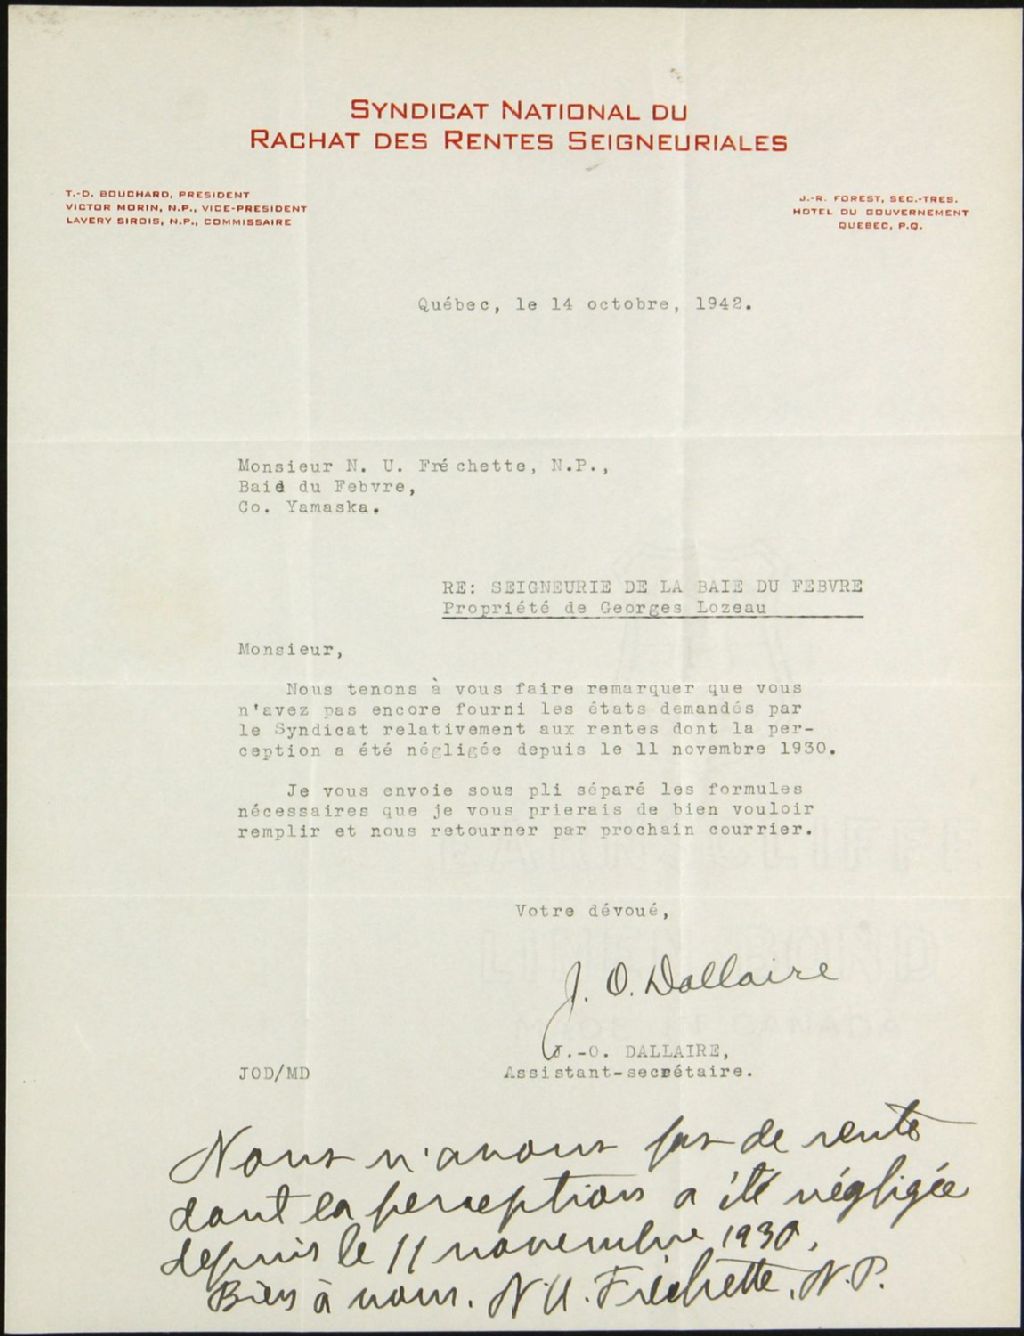 SYNDICAT NATIONAL DU
RACHAT DES RENTES SEIGNEURIALES
T.-D. BOUCHARD, PRESIDENT
VICTOR MORIN, N.P., VICE-PRESIDENT
LAVERY SIROIS, N.P., COMMISSAIRE
J.-R. FOREST, SEC.-TRES.
HOTEL DU GOUVERNEMENT
QUEBEC, P.Q.
Québec, le 14 octobre, 1942.
Monsieur N. U. Fréchette, N.P.,
Baie du Febvre,
Co. Yamaska.
RE: SEIGNEURIE DE LA BAIE DU FEBVRE
Propriété de Georges Lozeau
Monsieur,
Nous tenons à vous faire remarquer que vous
n'avez pas encore fourni les états demandés par
le Syndicat relativement aux rentes dont la per-
ception a été négligée depuis le 11 novembre 1930.
Je vous envoie sous pli séparé les formules
nécessaires que je vous prierais de bien vouloir
remplir et nous retourner par prochain courrier.
Votre dévoué,
J. O. Dallaire
J.-O. DALLAIRE,
JOD/MD Assistant-secrétaire.
Nous n'avons pas de rente
dont la perception a été négligée
depuis le 11 novembre 1930.
Bien à vous. N. U. Fréchette, N.P.